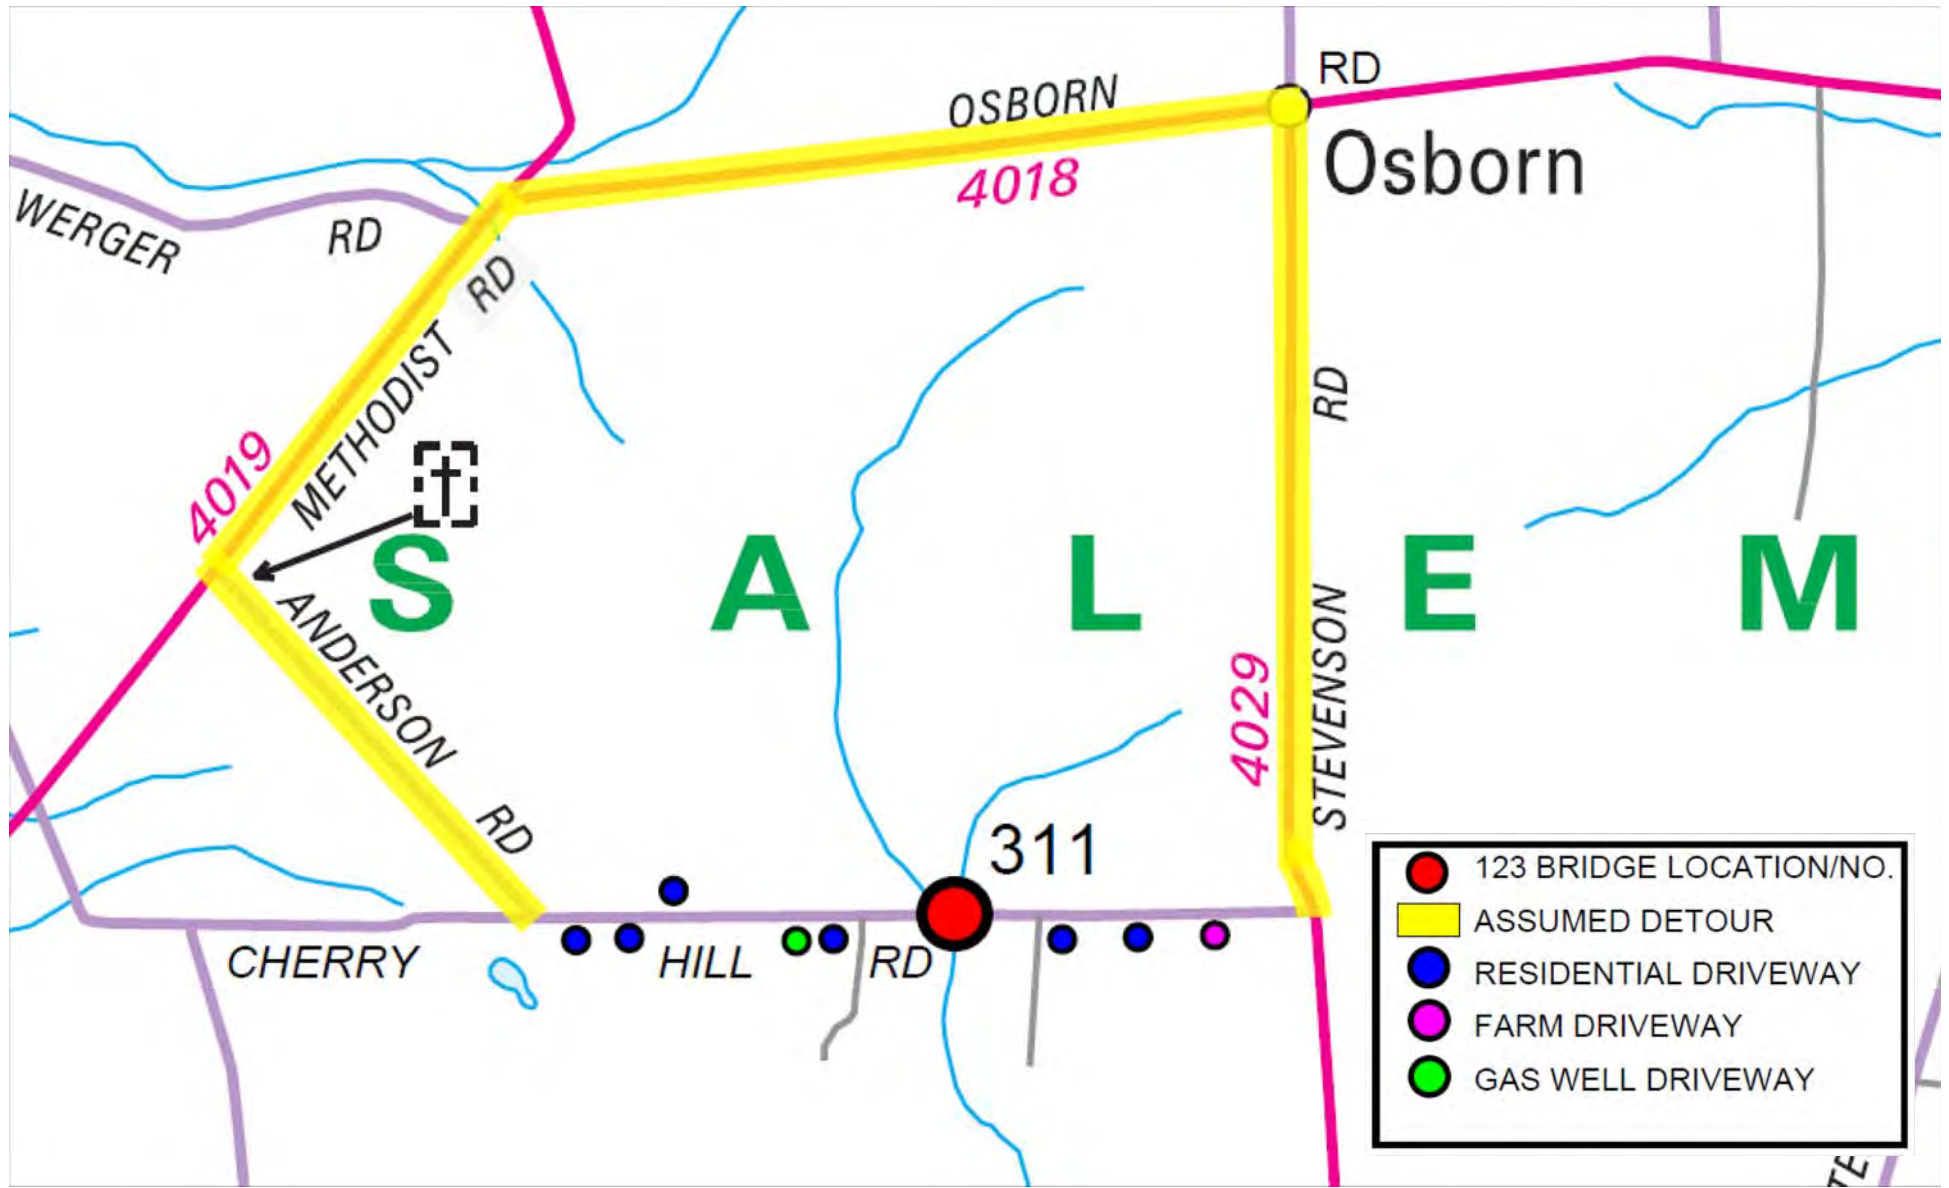 RD
OSBORN
4018
Osborn
WERGER RD
RD
METHODIST
4019
RD
S A L E M
ANDERSON
RD
4029
STEVENSON
311
CHERRY HILL RD
123 BRIDGE LOCATION/NO.
ASSUMED DETOUR
RESIDENTIAL DRIVEWAY
FARM DRIVEWAY
GAS WELL DRIVEWAY
TE